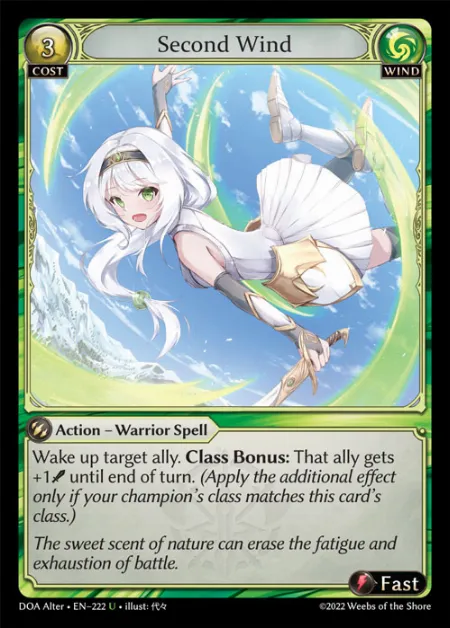 3
Second Wind
COST
WIND
Action – Warrior Spell
Wake up target ally. Class Bonus: That ally gets
+1 until end of turn. (Apply the additional effect
only if your champion's class matches this card's
class.)
The sweet scent of nature can erase the fatigue and
exhaustion of battle.
Fast
DOA Alter • EN–222 U • illust: 代々
©2022 Weebs of the Shore